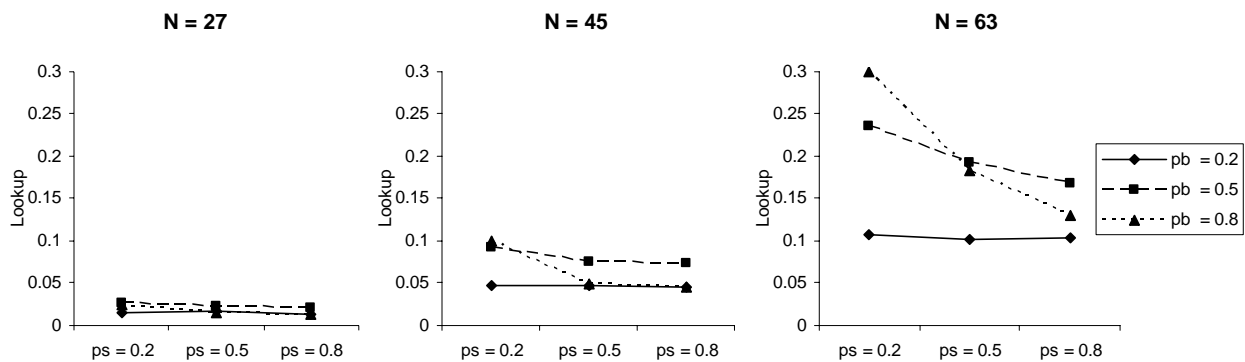 N = 27
N = 45
N = 63
Lookup
0.3
0.25
0.2
0.15
0.1
0.05
0
ps = 0.2 ps = 0.5 ps = 0.8
Lookup
0.3
0.25
0.2
0.15
0.1
0.05
0
ps = 0.2 ps = 0.5 ps = 0.8
Lookup
0.3
0.25
0.2
0.15
0.1
0.05
0
ps = 0.2 ps = 0.5 ps = 0.8
pb = 0.2
pb = 0.5
pb = 0.8